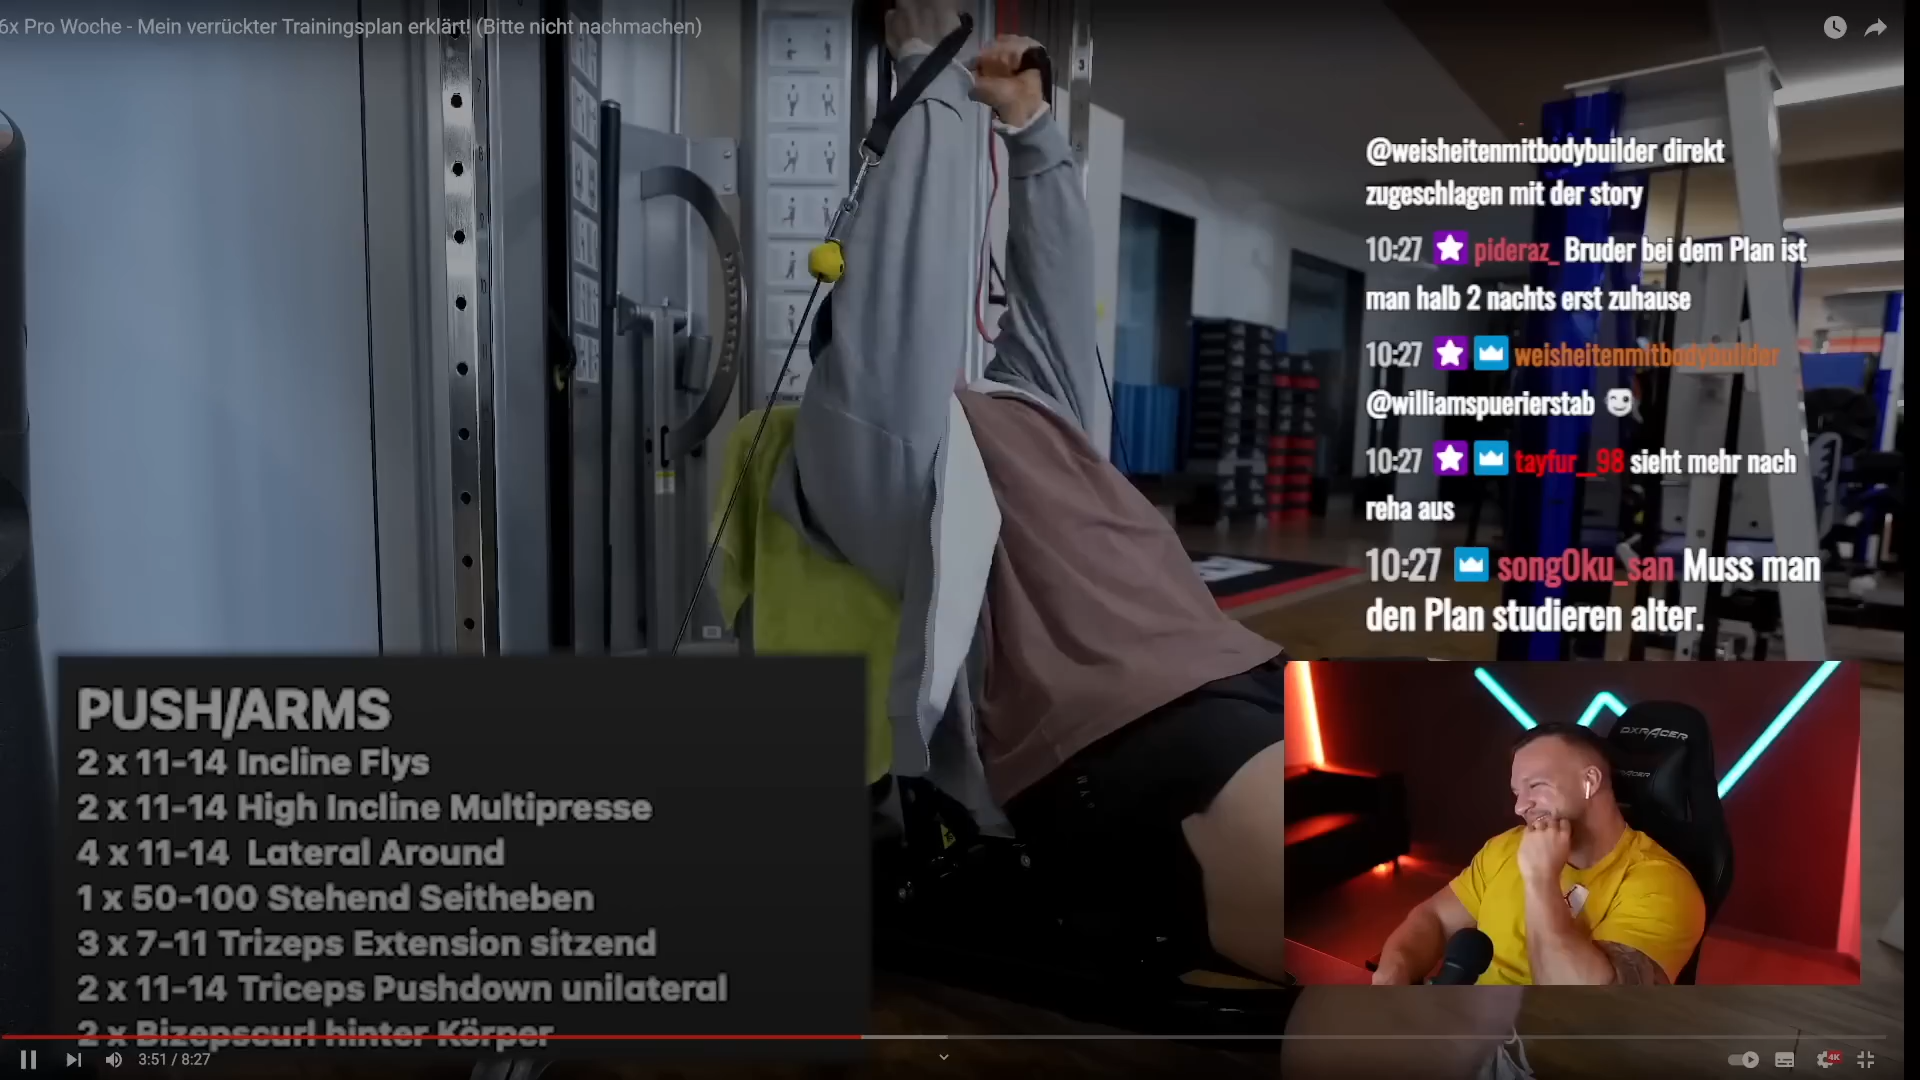 6x Pro Woche - Mein verrückter Trainingsplan erklärt! (Bitte nicht nachmachen)
@weisheitenmitbodybuilder direkt
zugeschlagen mit der story
10:27 pideraz_ Bruder bei dem Plan ist
man halb 2 nachts erst zuhause
10:27 weisheitenmitbodybuilder
@williamspuerierstab
10:27 tayfur__98 sieht mehr nach
reha aus
10:27 song0ku_san Muss man
den Plan studieren alter.
PUSH/ARMS
2 x 11-14 Incline Flys
2 x 11-14 High Incline Multipresse
4 x 11-14 Lateral Around
1 x 50-100 Stehend Seitheben
3 x 7-11 Trizeps Extension sitzend
2 x 11-14 Triceps Pushdown unilateral
2 x Bizepscurl hinter Körper
DXRACER
3:51 / 8:27
4K